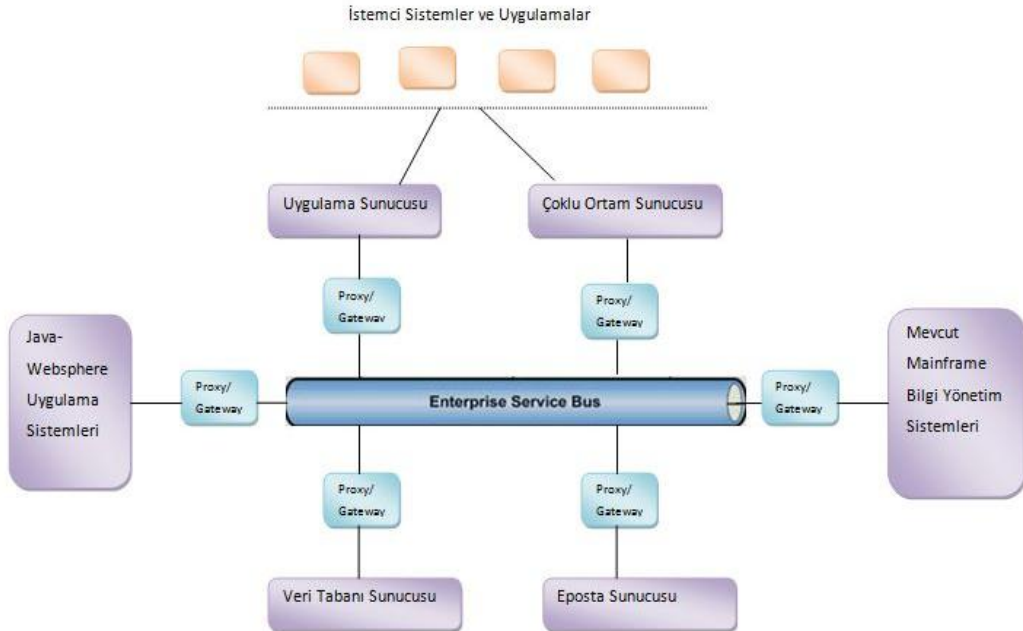 İstemci Sistemler ve Uygulamalar
Uygulama Sunucusu
Çoklu Ortam Sunucusu
Proxy/
Gateway
Proxy/
Gateway
Java-
Websphere
Uygulama
Sistemleri
Proxy/
Gateway
Enterprise Service Bus
Proxy/
Gateway
Mevcut
Mainframe
Bilgi Yönetim
Sistemleri
Proxy/
Gateway
Proxy/
Gateway
Veri Tabanı Sunucusu
Eposta Sunucusu